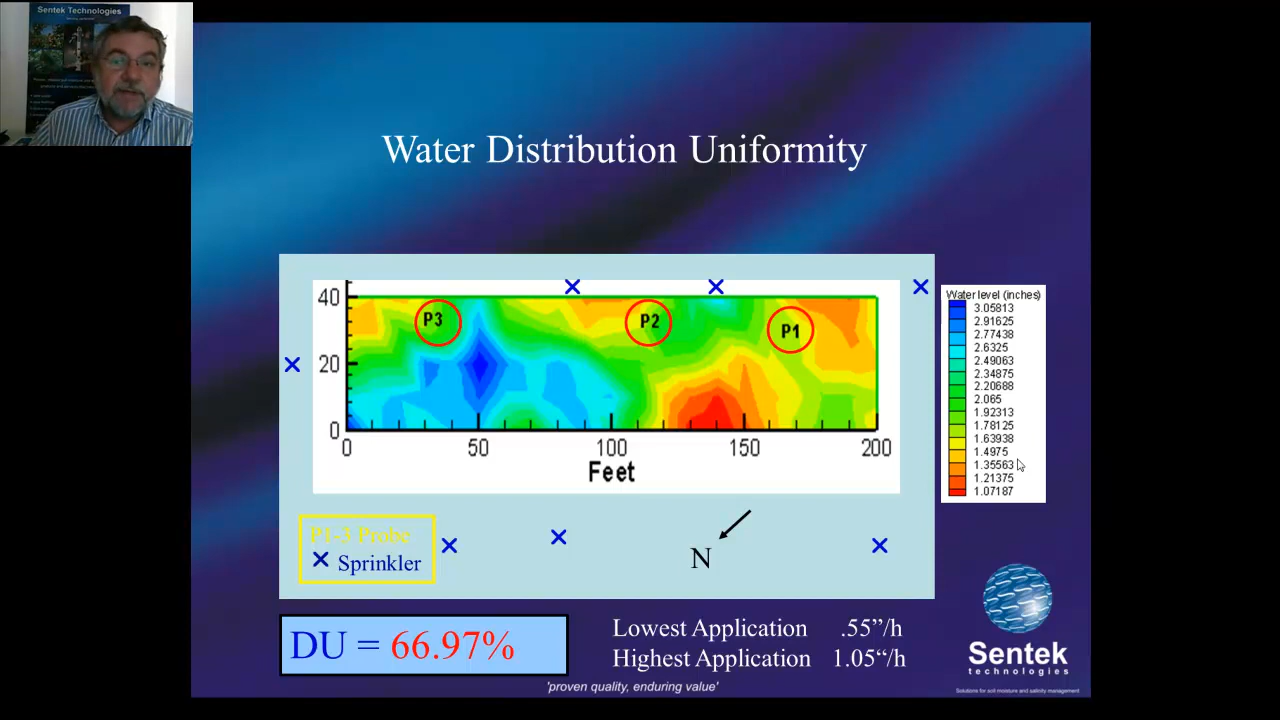 Sentek Technologies
Water Distribution Uniformity
40
20
0
P3
P2
P1
0
50
100
150
200
Feet
Water level (inches)
3.05813
2.91625
2.77438
2.6325
2.49063
2.34875
2.20688
2.065
1.92313
1.78125
1.63938
1.4975
1.35563
1.21375
1.07187
P1-3 Probe
Sprinkler
N
DU = 66.97%
Lowest Application .55”/h
Highest Application 1.05“/h
Sentek
technologies
Solutions for soil moisture and salinity management
'proven quality, enduring value'